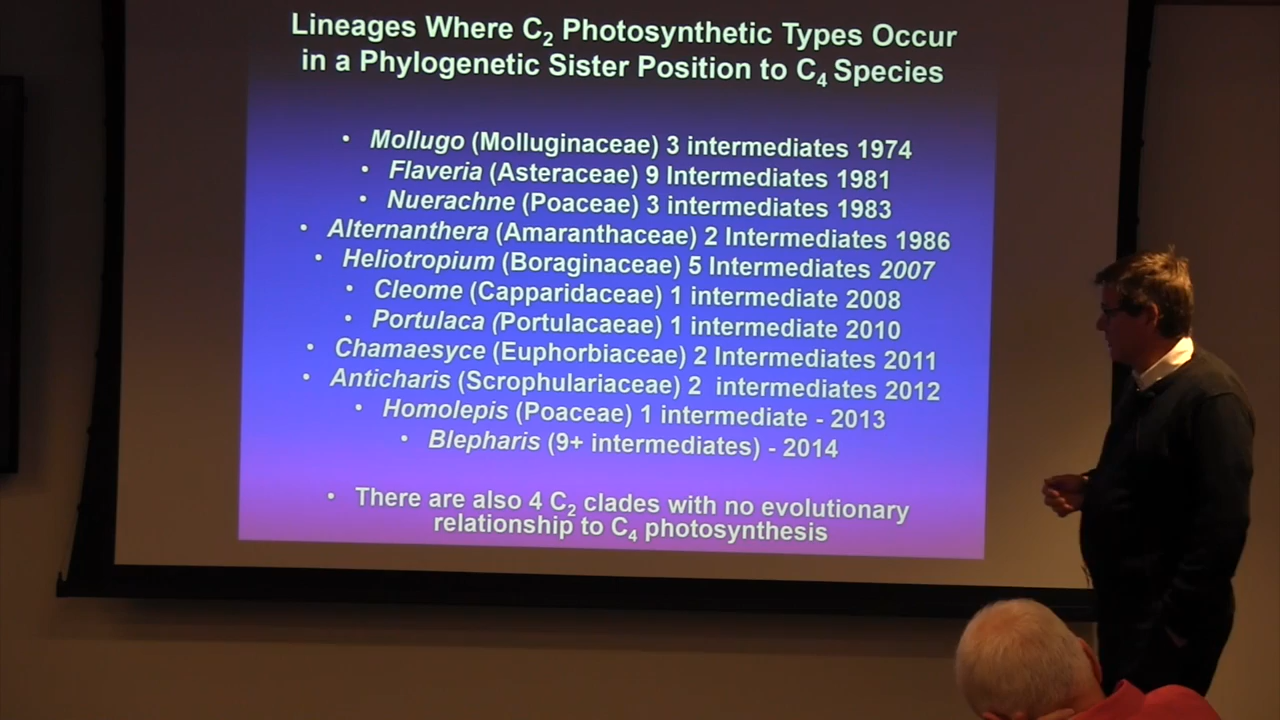 Lineages Where C₂ Photosynthetic Types Occur
in a Phylogenetic Sister Position to C₄ Species
• Mollugo (Molluginaceae) 3 intermediates 1974
• Flaveria (Asteraceae) 9 Intermediates 1981
• Nuerachne (Poaceae) 3 intermediates 1983
• Alternanthera (Amaranthaceae) 2 Intermediates 1986
• Heliotropium (Boraginaceae) 5 Intermediates 2007
• Cleome (Capparidaceae) 1 intermediate 2008
• Portulaca (Portulacaeae) 1 intermediate 2010
• Chamaesyce (Euphorbiaceae) 2 Intermediates 2011
• Anticharis (Scrophulariaceae) 2 intermediates 2012
• Homolepis (Poaceae) 1 intermediate - 2013
• Blepharis (9+ intermediates) - 2014
• There are also 4 C₂ clades with no evolutionary
relationship to C₄ photosynthesis